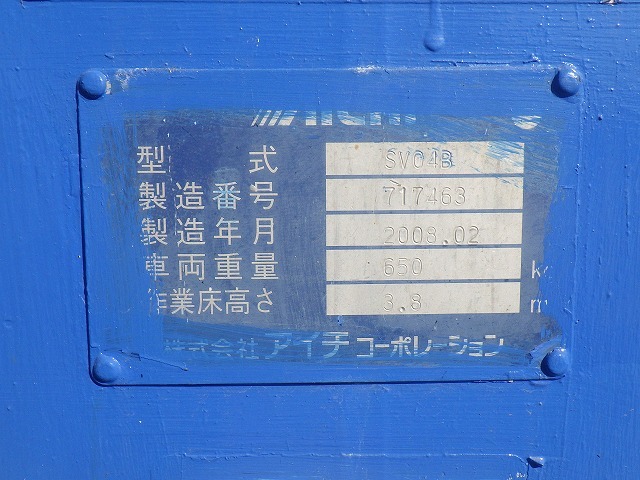 型式 SV04B
製造番号 717463
製造年月 2008.02
車両重量 650 k
作業床高さ 3.8 m
株式会社アイチコーポレーション